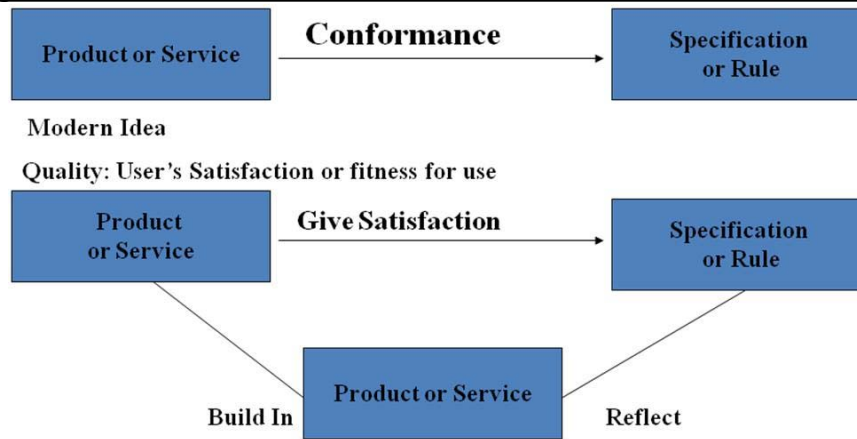 Product or Service
Conformance
Specification
or Rule
Modern Idea
Quality: User's Satisfaction or fitness for use
Product
or Service
Give Satisfaction
Specification
or Rule
Build In
Product or Service
Reflect